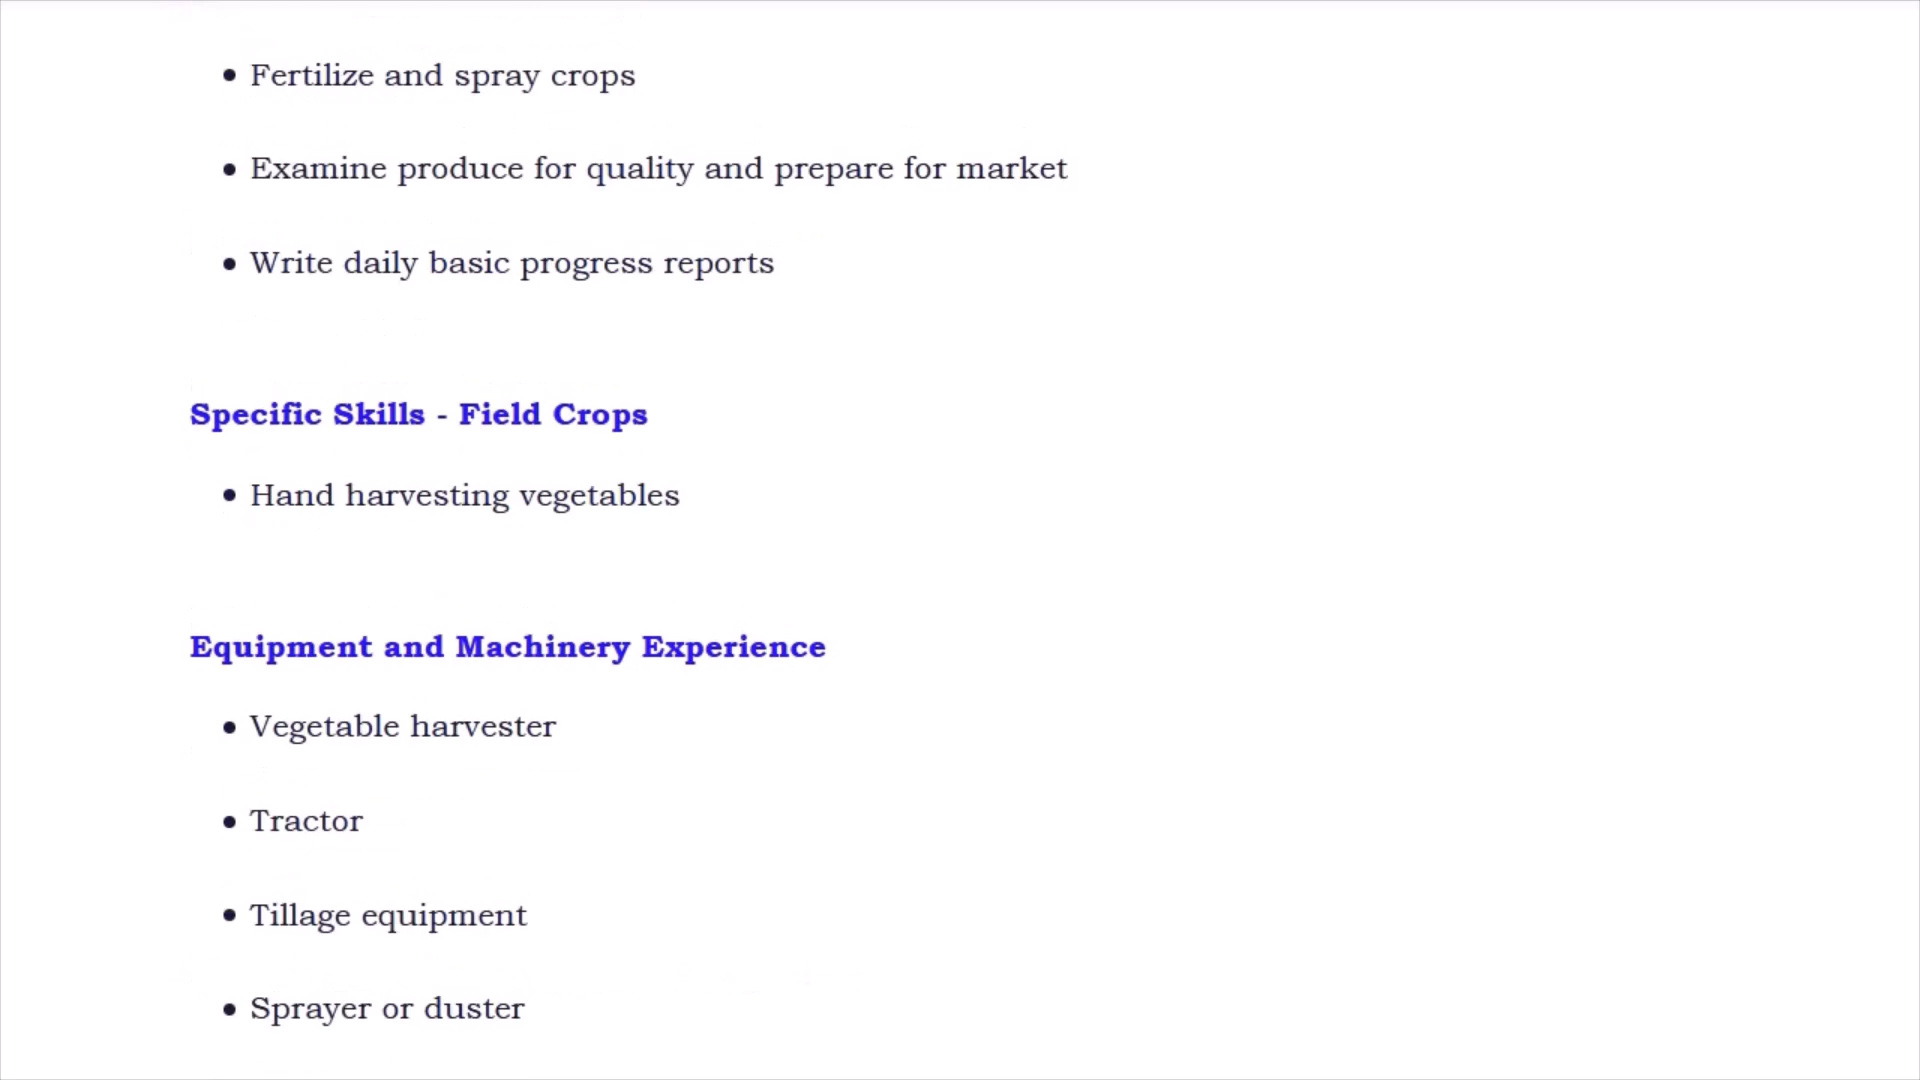 • Fertilize and spray crops
• Examine produce for quality and prepare for market
• Write daily basic progress reports
Specific Skills - Field Crops
• Hand harvesting vegetables
Equipment and Machinery Experience
• Vegetable harvester
• Tractor
• Tillage equipment
• Sprayer or duster